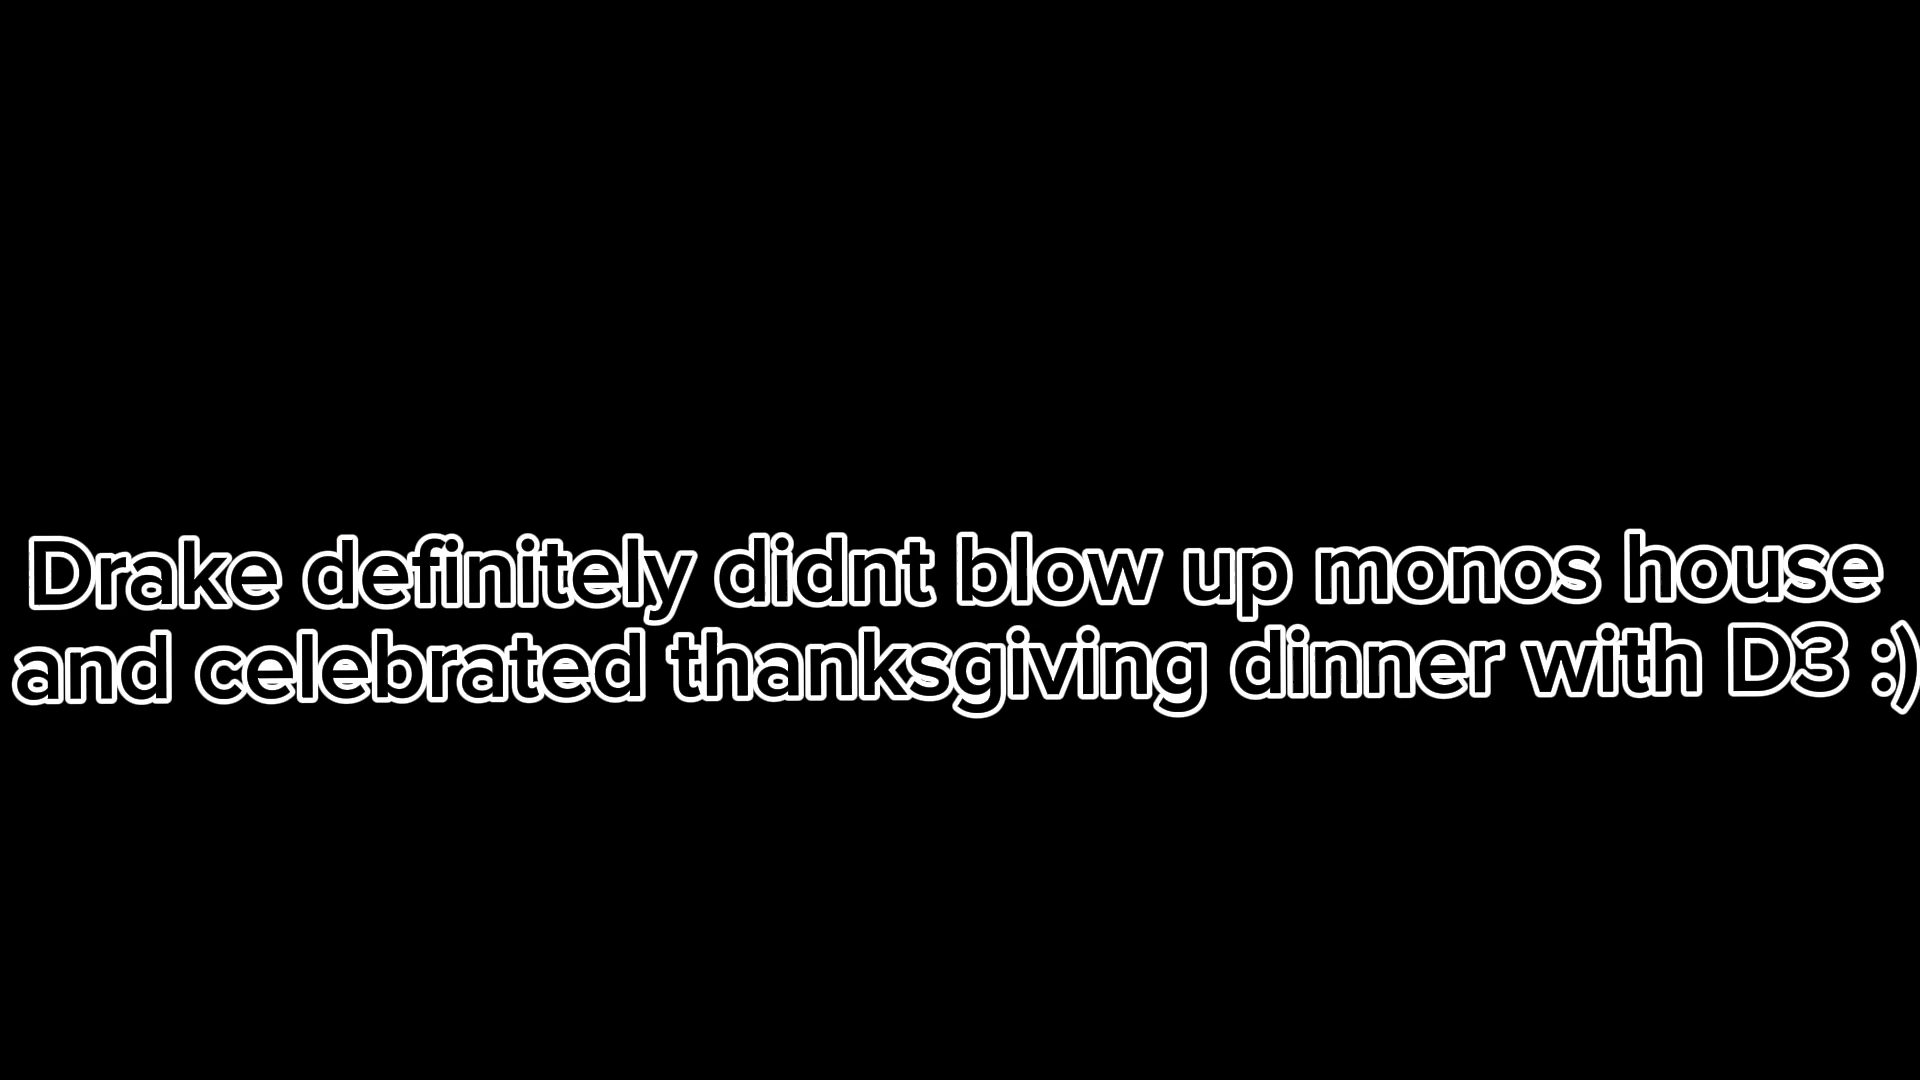 Drake definitely didnt blow up monos house
and celebrated thanksgiving dinner with D3 :)